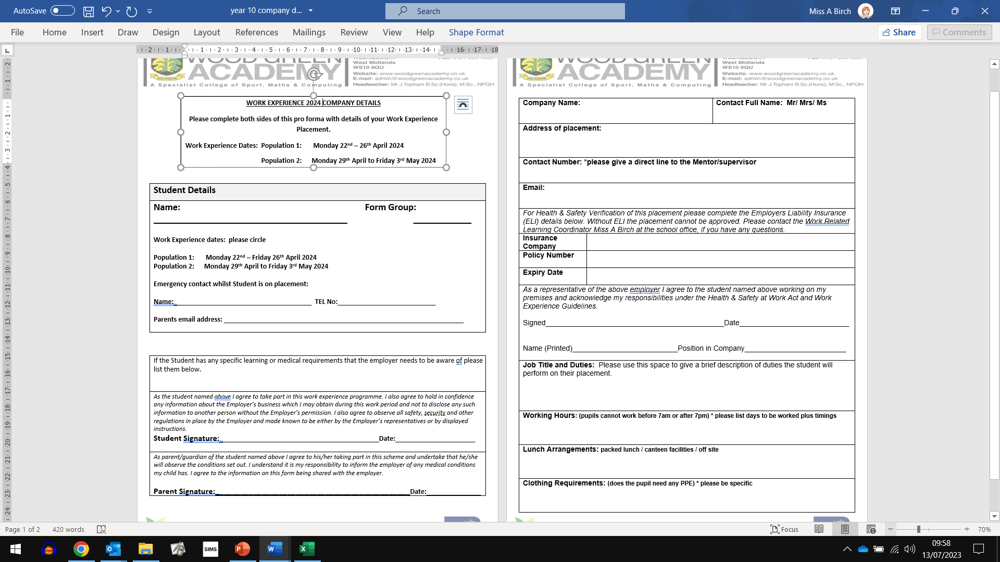 AutoSave
year 10 company d...
Search
Miss A Birch
File Home Insert Draw Design Layout References Mailings Review View Help Shape Format
Share Comments
ACADEMY
West Midlands
WS10 9QU
Website: www.woodgreenacademy.co.uk
E-mail: admin@woodgreenacademy.co.uk
A Specialist College of Sport, Maths & Computing
Headteacher: Mr J.Topham B.Sc.(Hons), M.Sc., NPQH
WORK EXPERIENCE 2024 COMPANY DETAILS
Please complete both sides of this pro forma with details of your Work Experience
Placement.
Work Experience Dates: Population 1: Monday 22nd – 26th April 2024
Population 2: Monday 29th April to Friday 3rd May 2024
Student Details
Name: Form Group:
Work Experience dates: please circle
Population 1: Monday 22nd – Friday 26th April 2024
Population 2: Monday 29th April to Friday 3rd May 2024
Emergency contact whilst Student is on placement:
Name:_ TEL No:
Parents email address:
If the Student has any specific learning or medical requirements that the employer needs to be aware of please
list them below.
As the student named above I agree to take part in this work experience programme. I also agree to hold in confidence
any information about the Employer's business which I may obtain during this work period and not to disclose any such
information to another person without the Employer's permission. I also agree to observe all safety, security and other
regulations in place by the Employer and made known to be either by the Employer's representatives or by displayed
instructions.
Student Signature:_ Date:
As parent/guardian of the student named above I agree to his/her taking part in this scheme and undertake that he/she
will observe the conditions set out. I understand it is my responsibility to inform the employer of any medical conditions
my child has. I agree to the information on this form being shared with the employer.
Parent Signature:_ Date:
ACADEMY
West Midlands
WS10 9QU
Website: www.woodgreenacademy.co.uk
E-mail: admin@woodgreenacademy.co.uk
A Specialist College of Sport, Maths & Computing
Headteacher: Mr J.Topham B.Sc.(Hons), M.Sc., NPQH
Company Name: Contact Full Name: Mr/ Mrs/ Ms
Address of placement:
Contact Number: *please give a direct line to the Mentor/supervisor
Email:
For Health & Safety Verification of this placement please complete the Employers Liability Insurance
(ELI) details below. Without ELI the placement cannot be approved. Please contact the Work Related
Learning Coordinator Miss A Birch at the school office, if you have any questions.
Insurance
Company
Policy Number
Expiry Date
As a representative of the above employer I agree to the student named above working on my
premises and acknowledge my responsibilities under the Health & Safety at Work Act and Work
Experience Guidelines.
Signed Date
Name (Printed) Position in Company
Job Title and Duties: Please use this space to give a brief description of duties the student will
perform on their placement.
Working Hours: (pupils cannot work before 7am or after 7pm) * please list days to be worked plus timings
Lunch Arrangements: packed lunch / canteen facilities / off site
Clothing Requirements: (does the pupil need any PPE) * please be specific
Page 1 of 2 420 words
Focus
70%
SIMS
09:58
13/07/2023